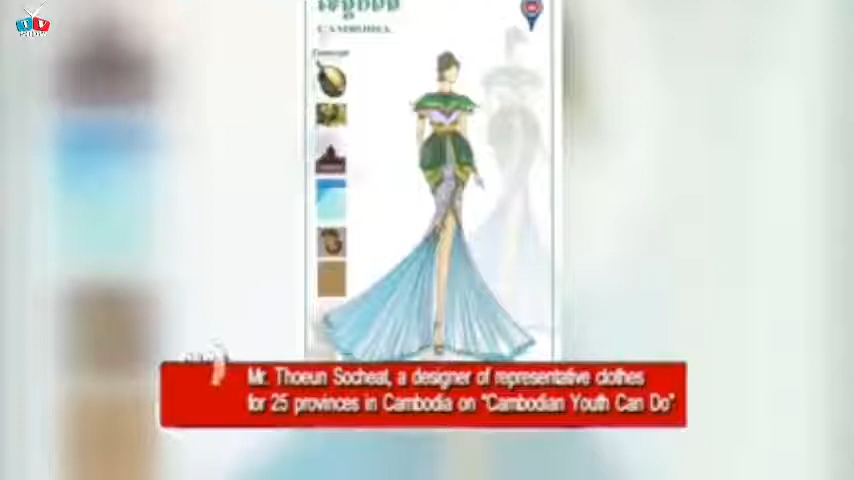 CAMBODIA
Mr. Thoeun Socheat, a designer of representative clothes
for 25 provinces in Cambodia on "Cambodian Youth Can Do"